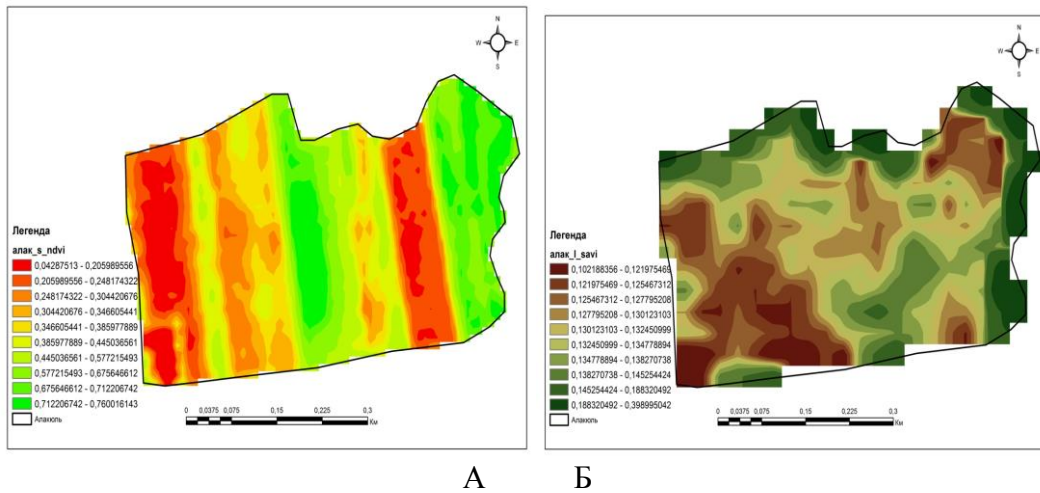 N
W E
S
Легенда
алак_s_ndvi
0,04287513 - 0,205989556
0,205989556 - 0,248174322
0,248174322 - 0,304420676
0,304420676 - 0,346605441
0,346605441 - 0,385977889
0,385977889 - 0,445036561
0,445036561 - 0,577215493
0,577215493 - 0,675646612
0,675646612 - 0,712206742
0,712206742 - 0,760016143
Алакюль
0 0,0375 0,075 0,15 0,225 0,3
Км
N
W E
S
Легенда
алак_l_savi
0,102188356 - 0,121975469
0,121975469 - 0,125467312
0,125467312 - 0,127795208
0,127795208 - 0,130123103
0,130123103 - 0,132450999
0,132450999 - 0,134778894
0,134778894 - 0,138270738
0,138270738 - 0,145254424
0,145254424 - 0,188320492
0,188320492 - 0,398995042
Алакюль
0 0,0375 0,075 0,15 0,225 0,3
Км
А Б